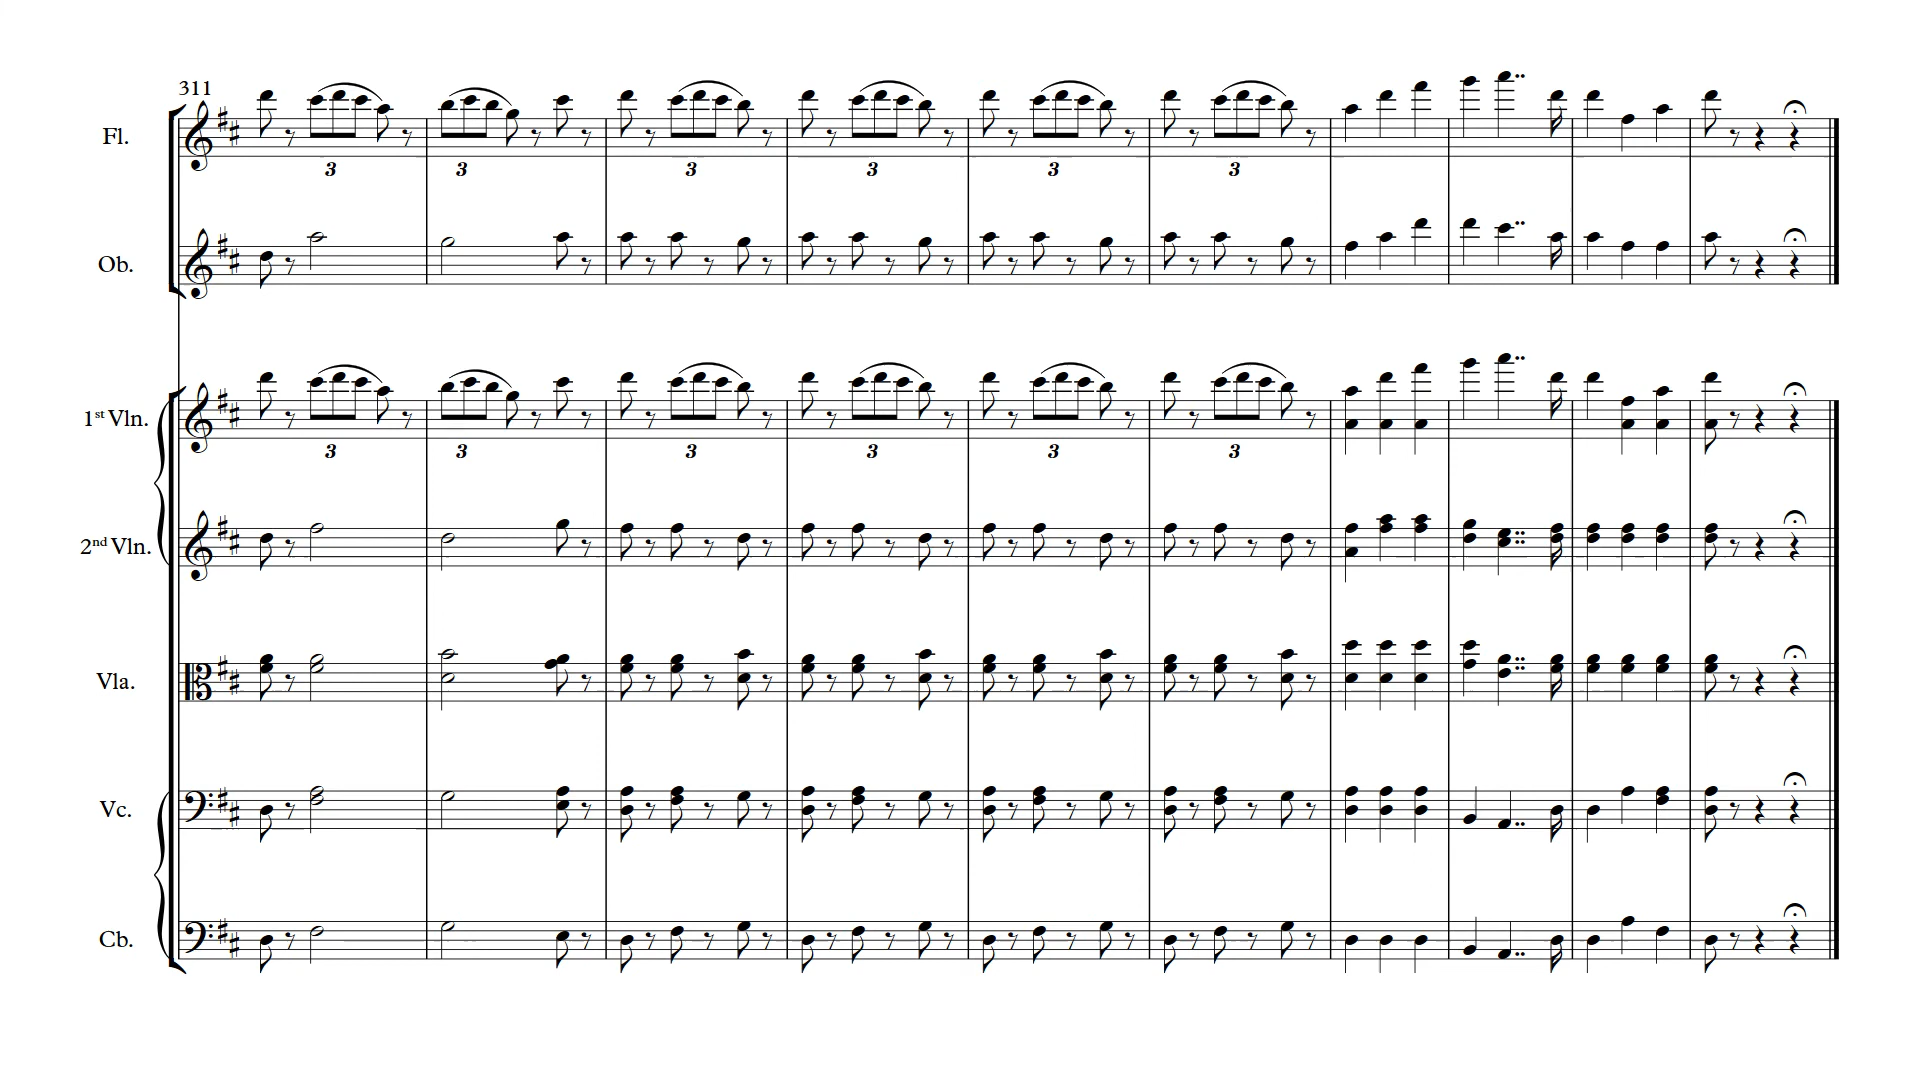 311
Fl.
3 3 3 3 3 3
Ob.
1st Vln.
3 3 3 3 3 3
2nd Vln.
Vla.
Vc.
Cb.